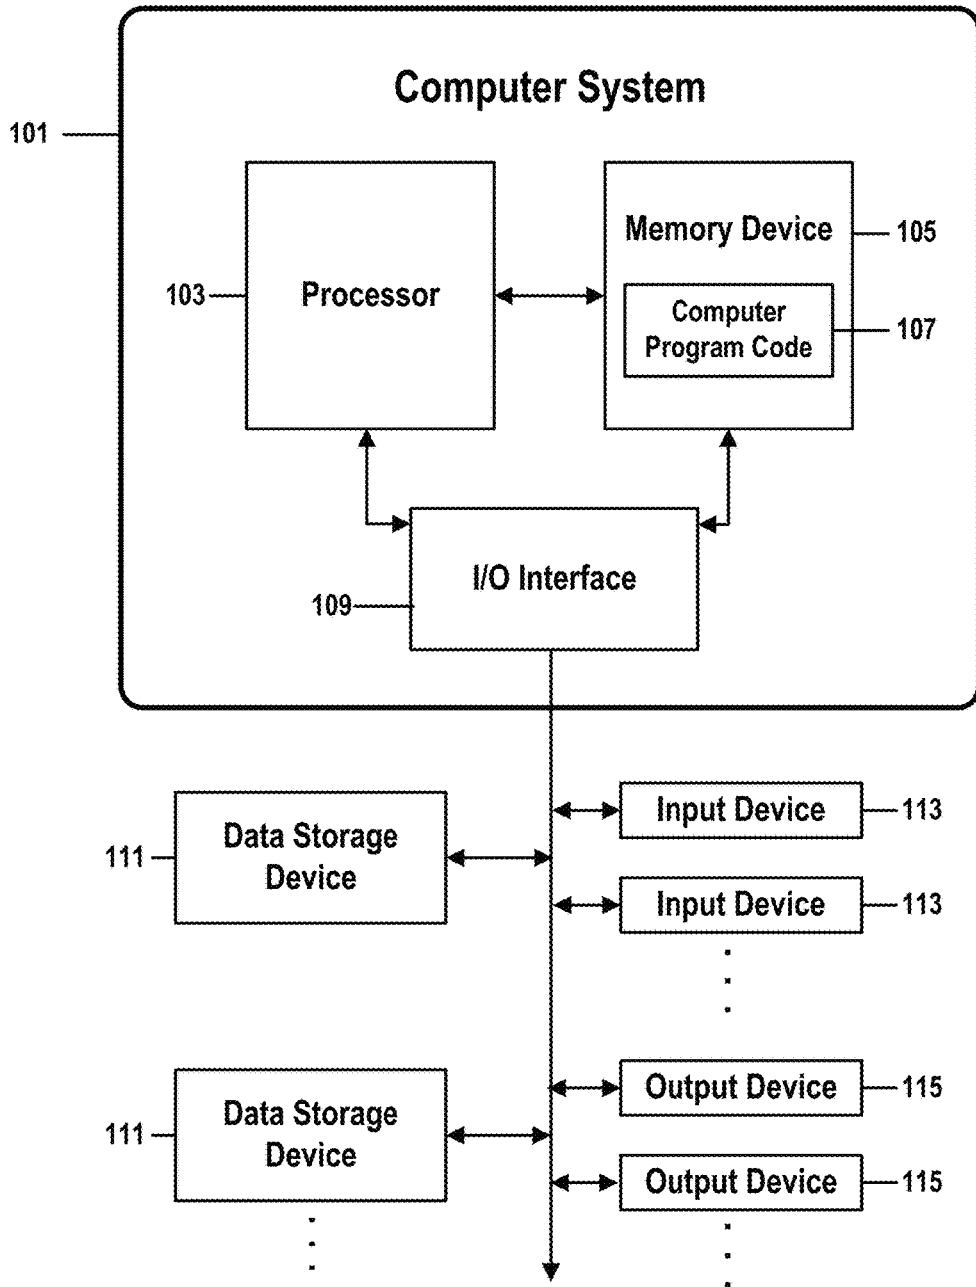 Computer System
101
Memory Device
105
103
Processor
Computer
Program Code
107
I/O Interface
109
Input Device
113
111
Data Storage
Device
Input Device
113
Output Device
115
111
Data Storage
Device
Output Device
115